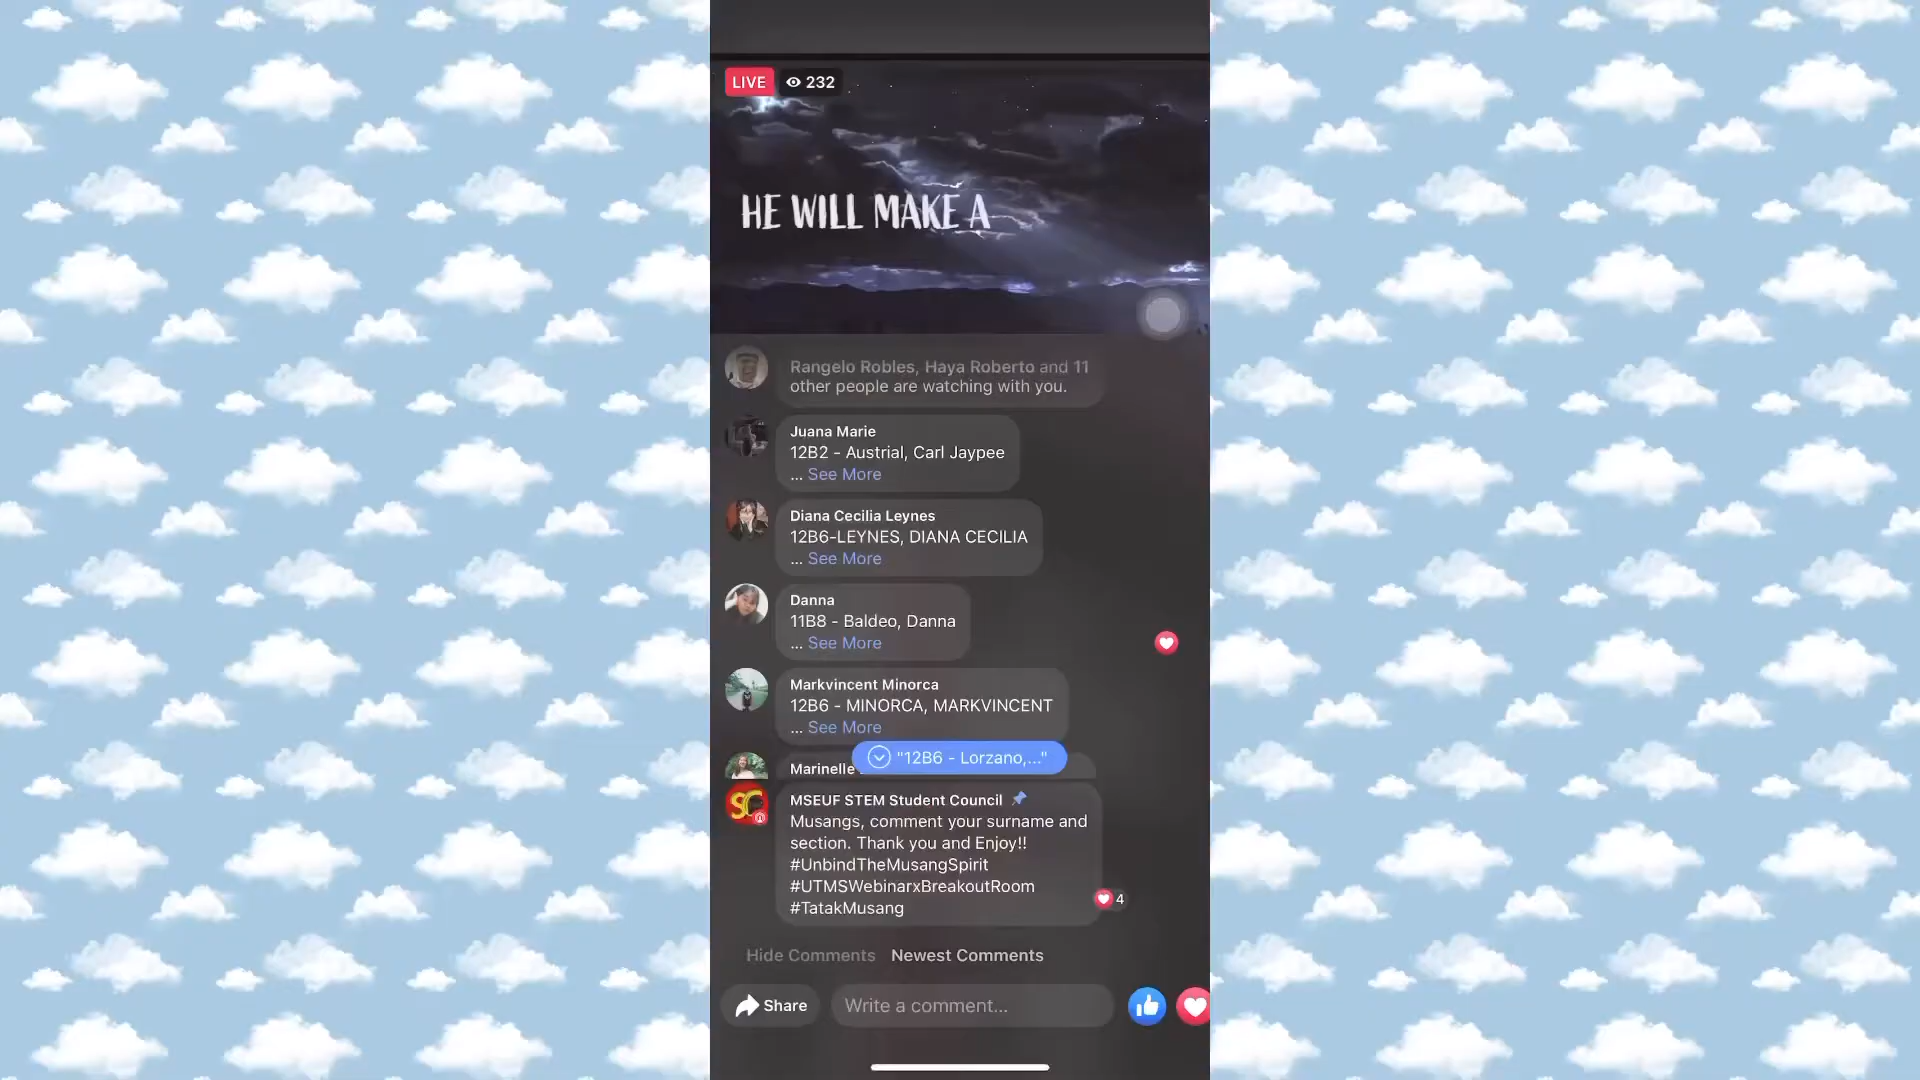 LIVE 232
HE WILL MAKE A
Rangelo Robles, Haya Roberto and 11
other people are watching with you.
Juana Marie
12B2 - Austrial, Carl Jaypee
... See More
Diana Cecilia Leynes
12B6-LEYNES, DIANA CECILIA
... See More
Danna
11B8 - Baldeo, Danna
... See More
Markvincent Minorca
12B6 - MINORCA, MARKVINCENT
... See More
"12B6 - Lorzano,..."
Marinelle
MSEUF STEM Student Council
Musangs, comment your surname and
section. Thank you and Enjoy!!
#UnbindTheMusangSpirit
#UTMSWebinarxBreakoutRoom
#TatakMusang
4
Hide Comments Newest Comments
Share Write a comment...